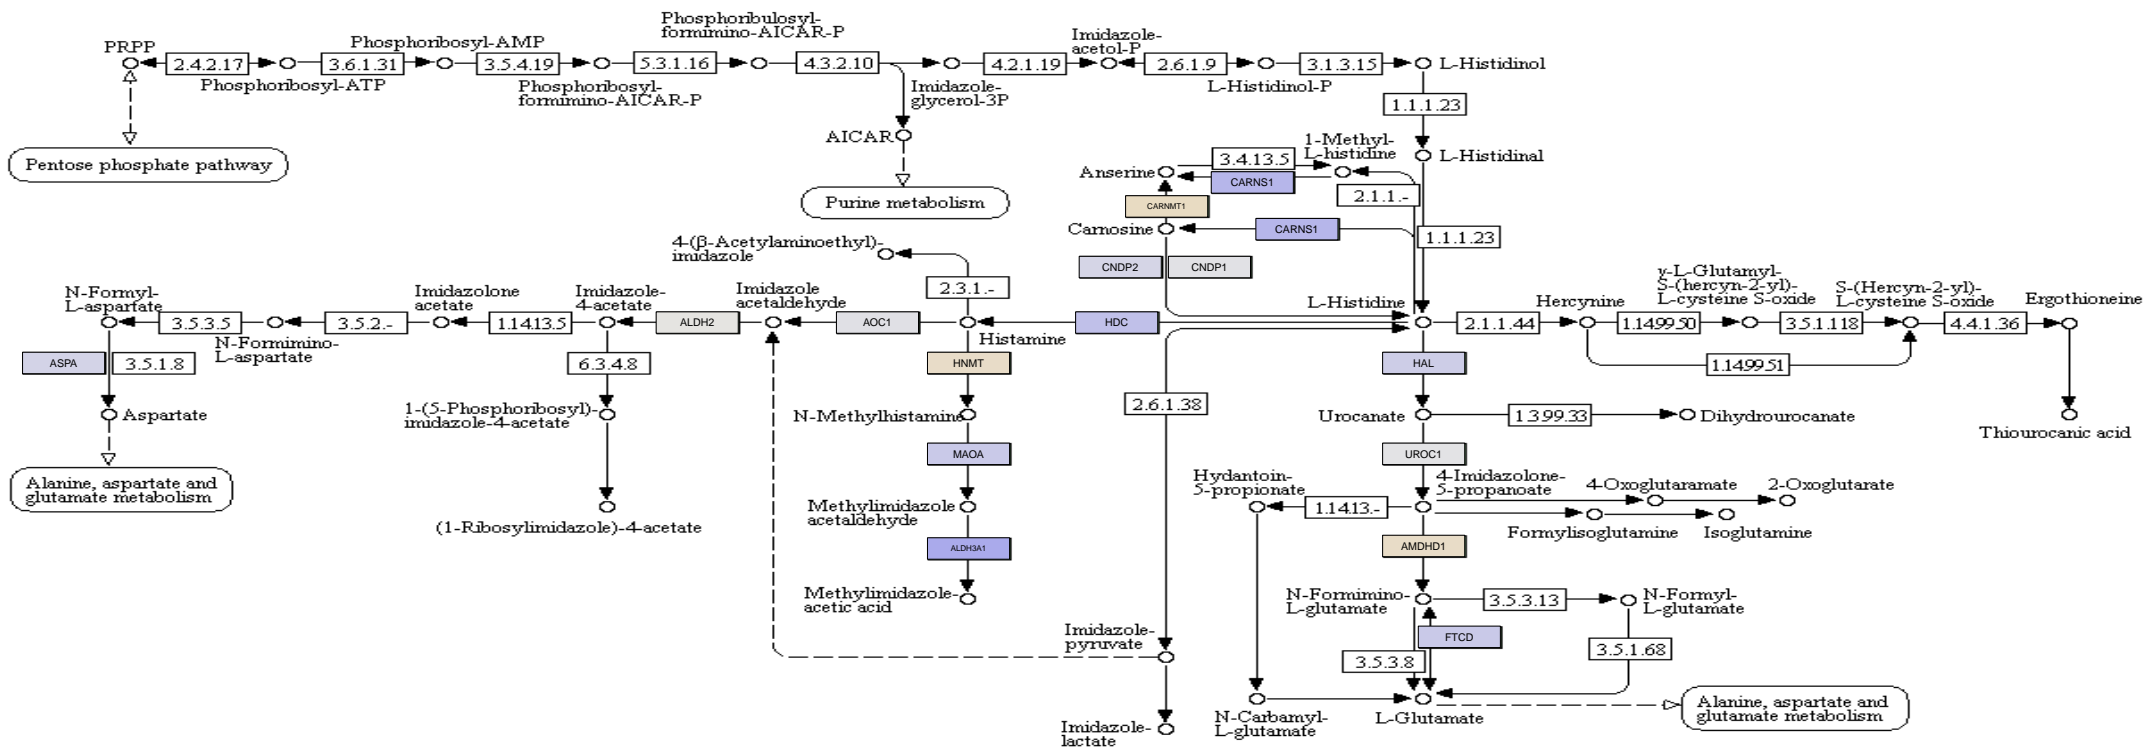 Phosphoribulosyl-
formimino-AICAR-P
PRPP
Phosphoribosyl-AMP
Imidazole-
acetol-P
2.4.2.17
3.6.1.31
3.5.4.19
5.3.1.16
4.3.2.10
4.2.1.19
2.6.1.9
3.1.3.15
L-Histidinol
Phosphoribosyl-ATP
Phosphoribosyl-
formimino-AICAR-P
Imidazole-
glycerol-3P
L-Histidinol-P
1.1.1.23
AICAR
1-Methyl-
L-histidine
L-Histidinal
Pentose phosphate pathway
3.4.13.5
Anserine
CARNS1
Purine metabolism
2.1.1.-
CARNMT1
Carnosine
CARNS1
1.1.1.23
4-(β-Acetylaminoethyl)-
imidazole
CNDP2
CNDP1
2.3.1.-
N-Formyl-
L-aspartate
Imidazolone
acetate
Imidazole-
4-acetate
Imidazole
acetaldehyde
L-Histidine
Hercynine
γ-L-Glutamyl-
S-(hercyn-2-yl)-
L-cysteine S-oxide
S-(Hercyn-2-yl)-
L-cysteine S-oxide
Ergothioneine
3.5.3.5
3.5.2.-
1.14.13.5
ALDH2
AOC1
HDC
2.1.1.44
1.14.99.50
3.5.1.118
4.4.1.36
N-Formimino-
L-aspartate
Histamine
ASPA
3.5.1.8
6.3.4.8
HNMT
HAL
1.14.99.51
2.6.1.38
Aspartate
1-(5-Phosphoribosyl)-
imidazole-4-acetate
N-Methylhistamine
Urocanate
1.3.99.33
Dihydrourocanate
Thiourocanic acid
MAOA
UROC1
Alanine, aspartate and
glutamate metabolism
Hydantoin-
5-propionate
4-Imidazolone-
5-propanoate
4-Oxoglutaramate
2-Oxoglutarate
1.14.13.-
Methylimidazole
acetaldehyde
(1-Ribosylimidazole)-4-acetate
Formylisoglutamine
Isoglutamine
ALDH3A1
AMDHD1
Methylimidazole-
acetic acid
N-Formimino-
L-glutamate
3.5.3.13
N-Formyl-
L-glutamate
Imidazole-
pyruvate
FTCD
3.5.3.8
3.5.1.68
N-Carbamyl-
L-glutamate
L-Glutamate
Alanine, aspartate and
glutamate metabolism
Imidazole-
lactate